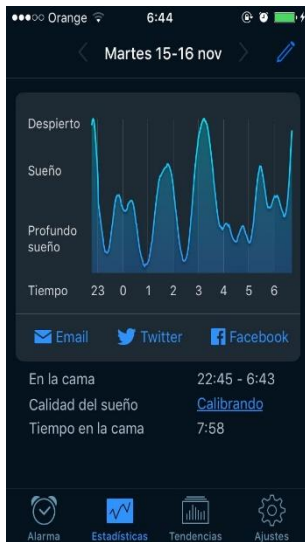 Orange 6:44
Martes 15-16 nov
Despierto
Sueño
Profundo
sueño
Tiempo 23 0 1 2 3 4 5 6
Email Twitter Facebook
En la cama 22:45 - 6:43
Calidad del sueño Calibrando
Tiempo en la cama 7:58
Alarma Estadísticas Tendencias Ajustes